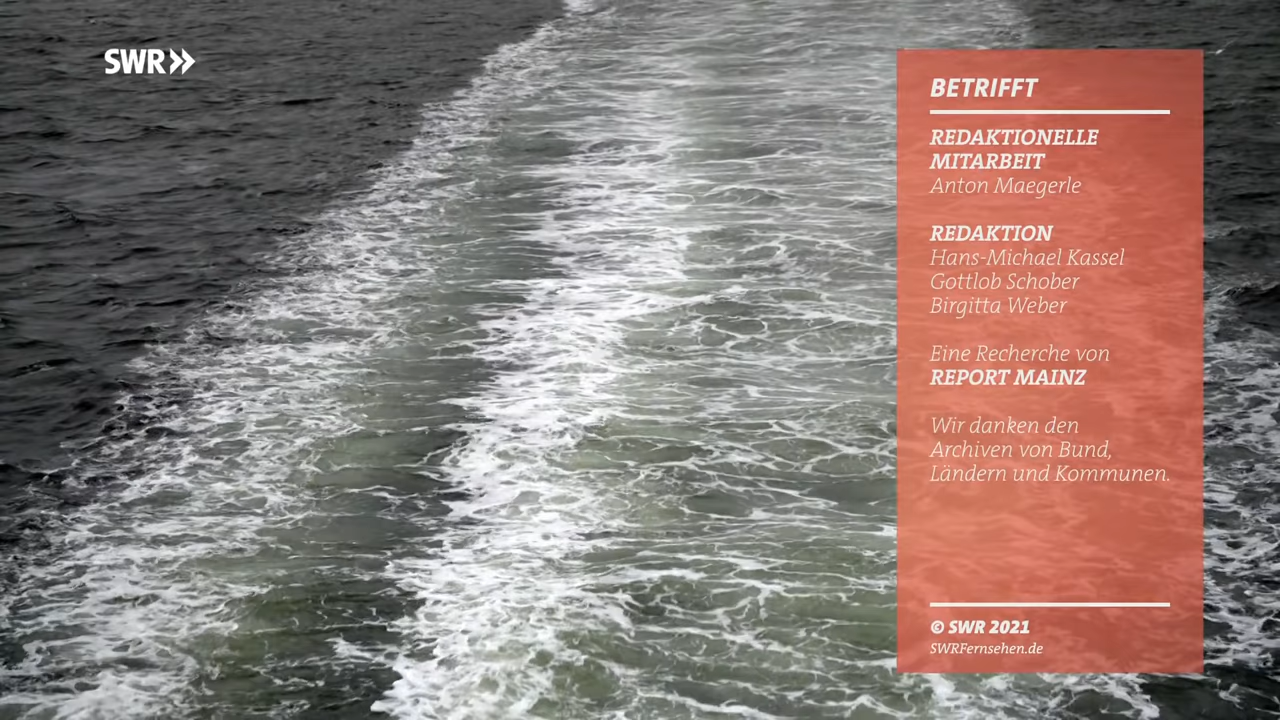 SWR»
BETRIFFT
REDAKTIONELLE
MITARBEIT
Anton Maegerle
REDAKTION
Hans-Michael Kassel
Gottlob Schober
Birgitta Weber
Eine Recherche von
REPORT MAINZ
Wir danken den
Archiven von Bund,
Ländern und Kommunen.
© SWR 2021
SWRFernsehen.de